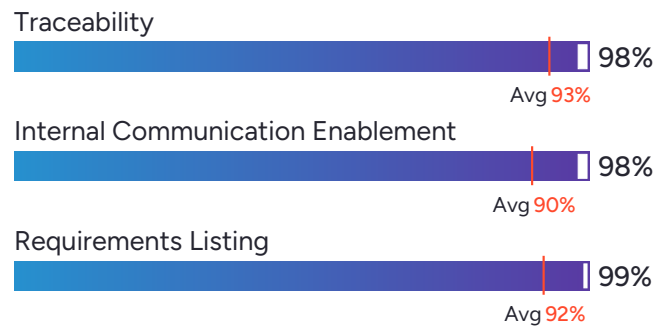 Traceability
98%
Avg 93%
Internal Communication Enablement
98%
Avg 90%
Requirements Listing
99%
Avg 92%